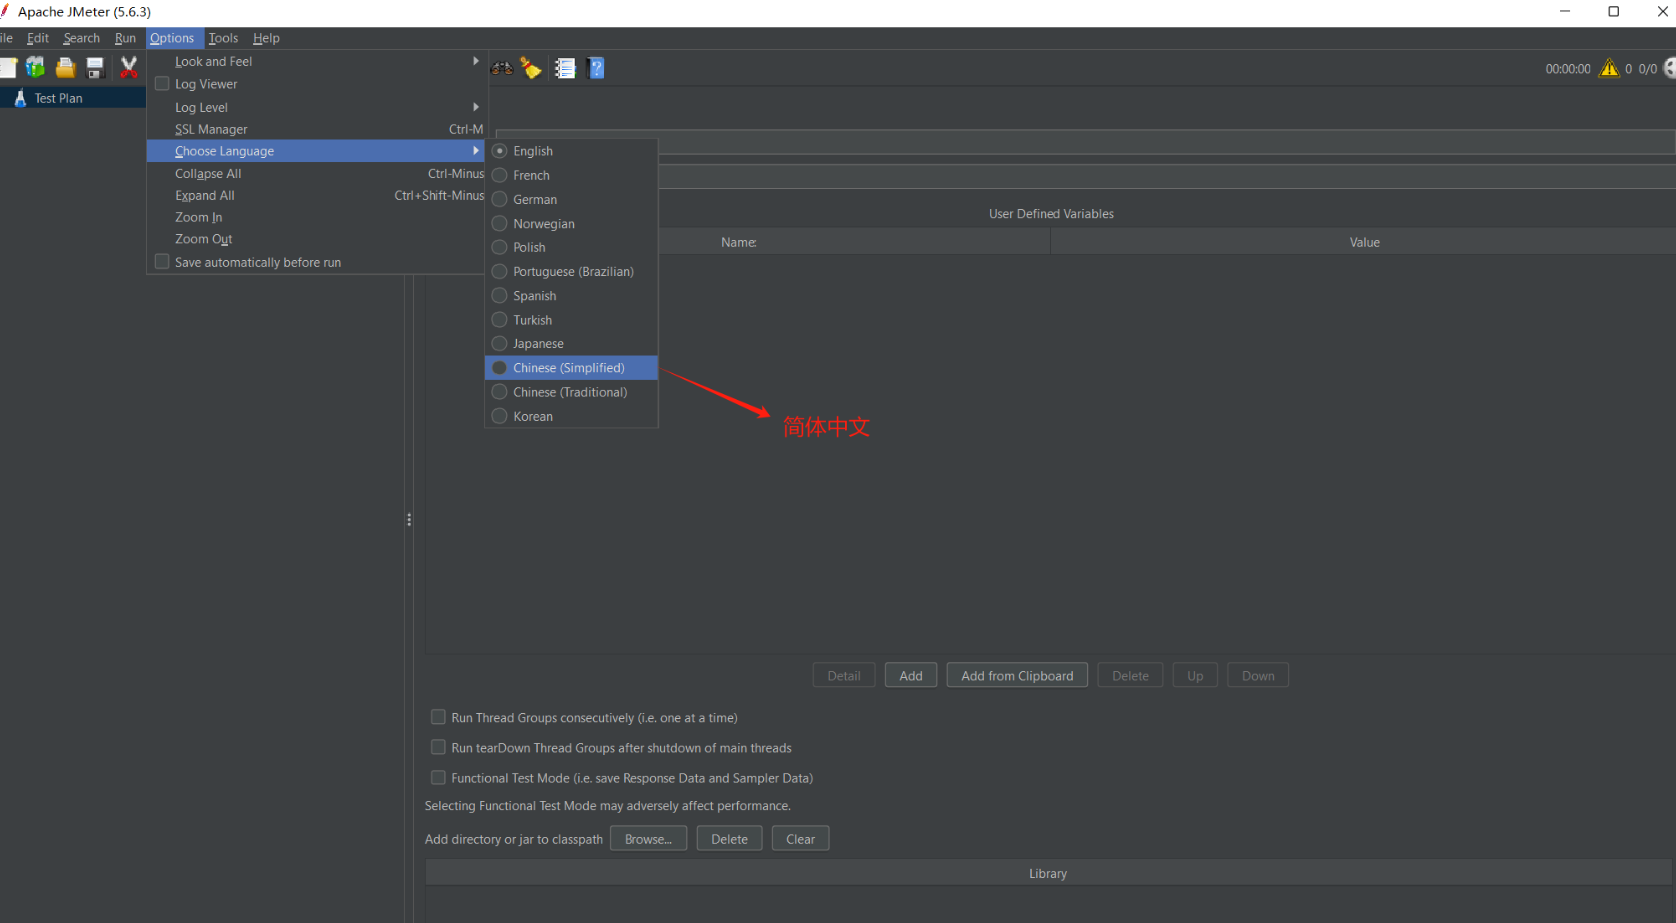 Apache JMeter (5.6.3)
ile Edit Search Run Options Tools Help
00:00:00 0 0/0
Test Plan
Look and Feel
Log Viewer
Log Level
SSL Manager Ctrl-M
Choose Language
Collapse All Ctrl-Minus
Expand All Ctrl+Shift-Minus
Zoom In
Zoom Out
Save automatically before run
English
French
German
Norwegian
Polish
Portuguese (Brazilian)
Spanish
Turkish
Japanese
Chinese (Simplified)
Chinese (Traditional)
Korean
简体中文
User Defined Variables
Name: Value
Detail Add Add from Clipboard Delete Up Down
Run Thread Groups consecutively (i.e. one at a time)
Run tearDown Thread Groups after shutdown of main threads
Functional Test Mode (i.e. save Response Data and Sampler Data)
Selecting Functional Test Mode may adversely affect performance.
Add directory or jar to classpath Browse... Delete Clear
Library